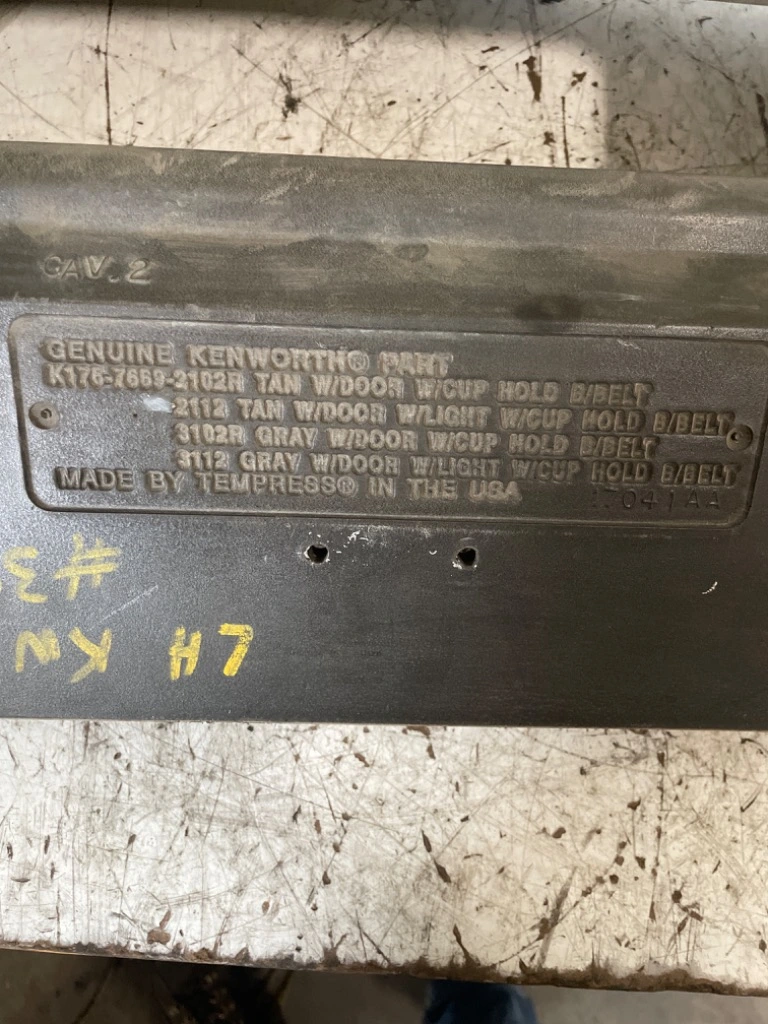 CAV.2
GENUINE KENWORTH® PART
K176-7669-2102R TAN W/DOOR W/CUP HOLD B/BELT
2112 TAN W/DOOR W/LIGHT W/CUP HOLD B/BELT
3102R GRAY W/DOOR W/CUP HOLD B/BELT
3112 GRAY W/DOOR W/LIGHT W/CUP HOLD B/BELT
MADE BY TEMPRESS® IN THE USA
LH KW